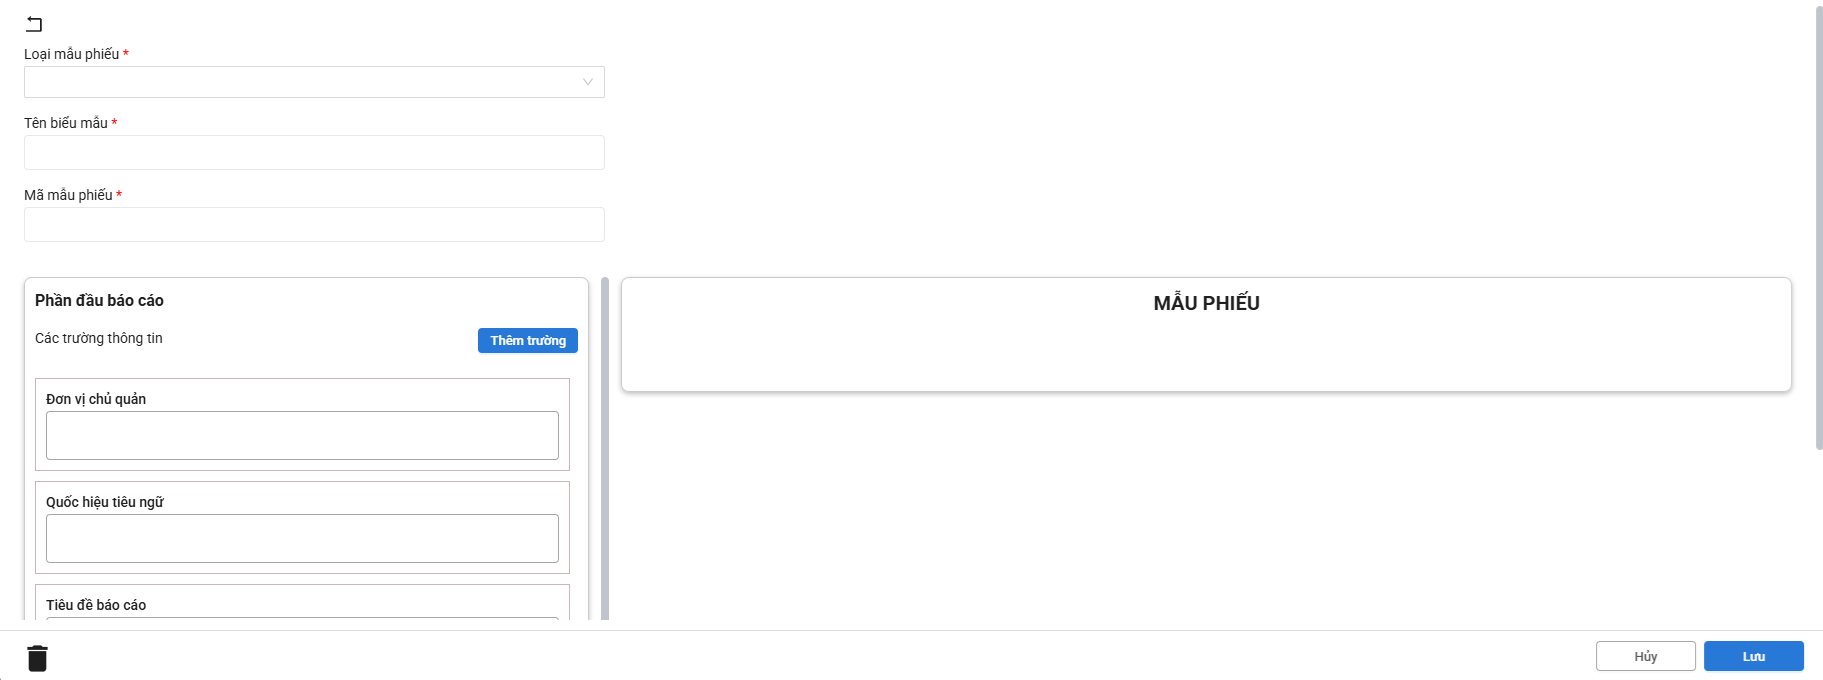 Loại mẫu phiếu *
Tên biểu mẫu *
Mã mẫu phiếu *
Phần đầu báo cáo
Các trường thông tin
Thêm trường
Đơn vị chủ quản
Quốc hiệu tiêu ngữ
Tiêu đề báo cáo
MẪU PHIẾU
Hủy
Lưu